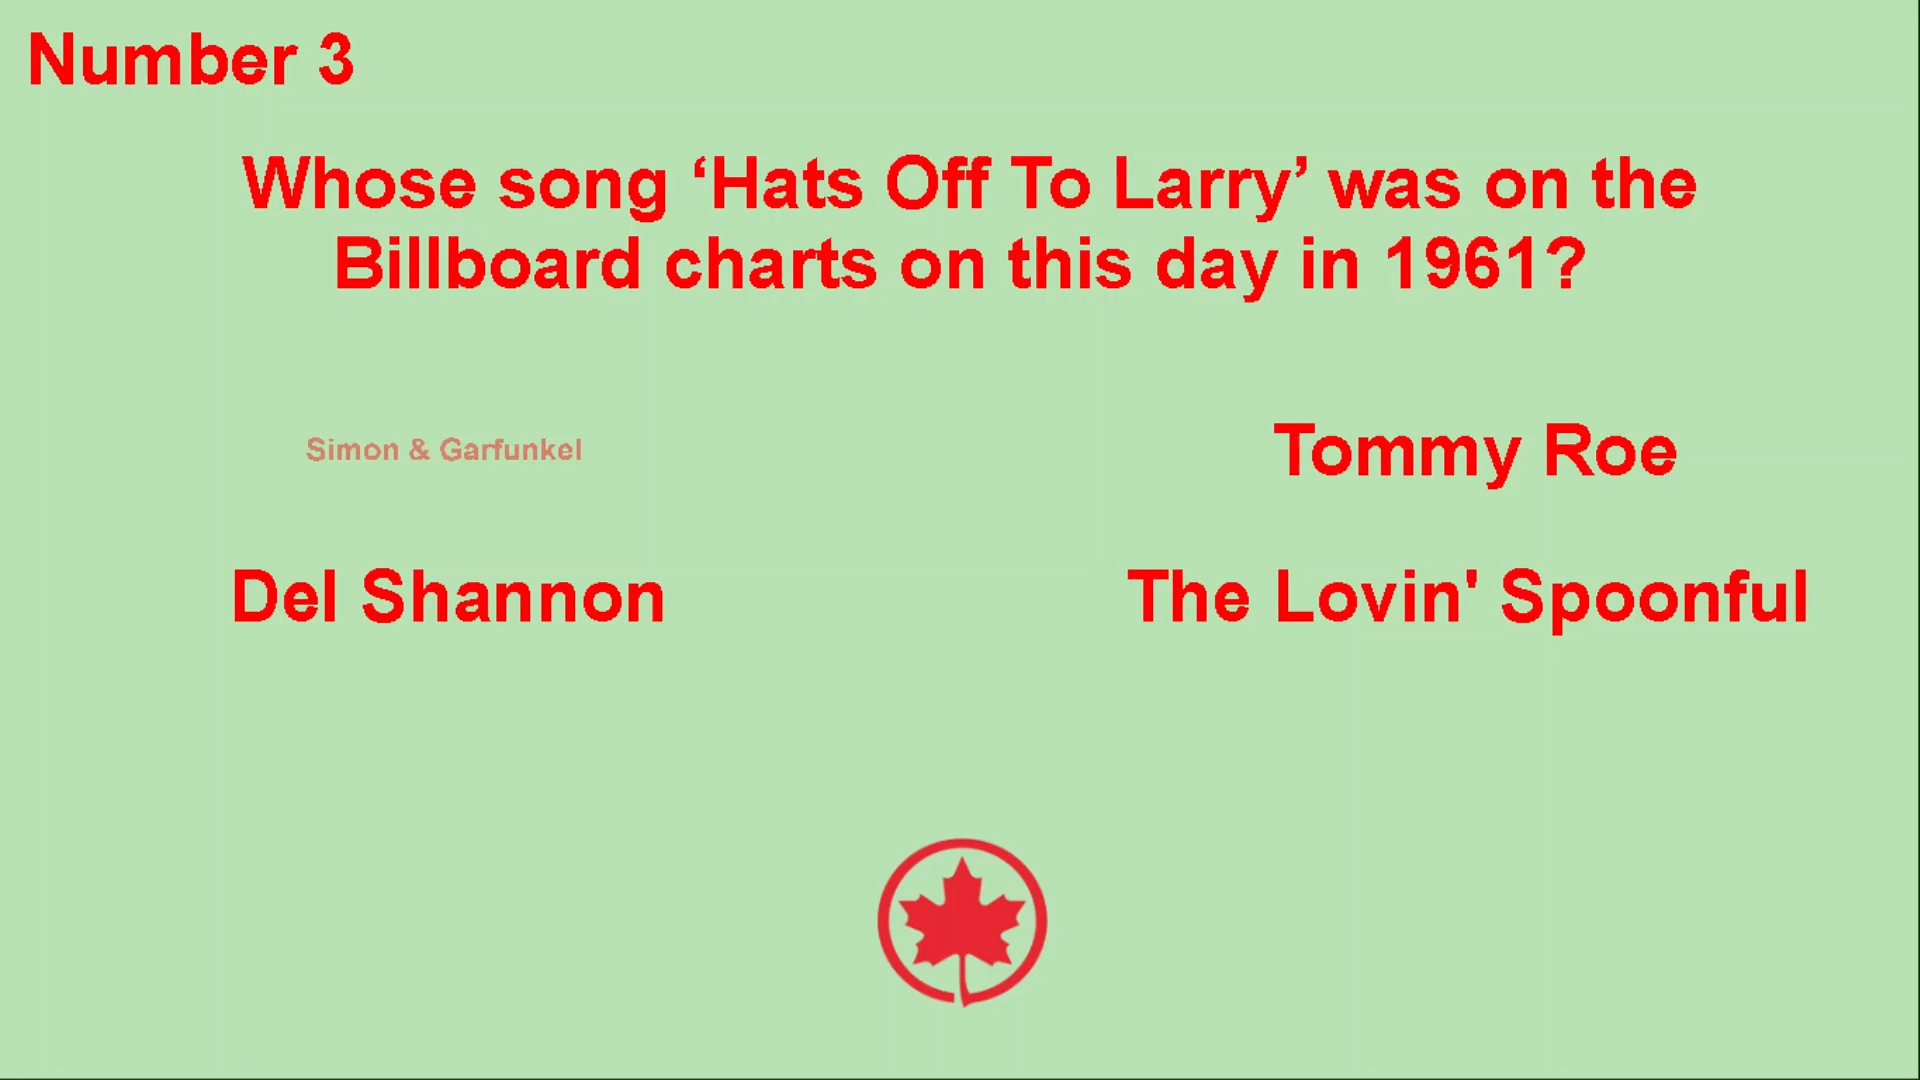 Number 3
Whose song ‘Hats Off To Larry’ was on the
Billboard charts on this day in 1961?
Simon & Garfunkel
Tommy Roe
Del Shannon
The Lovin' Spoonful